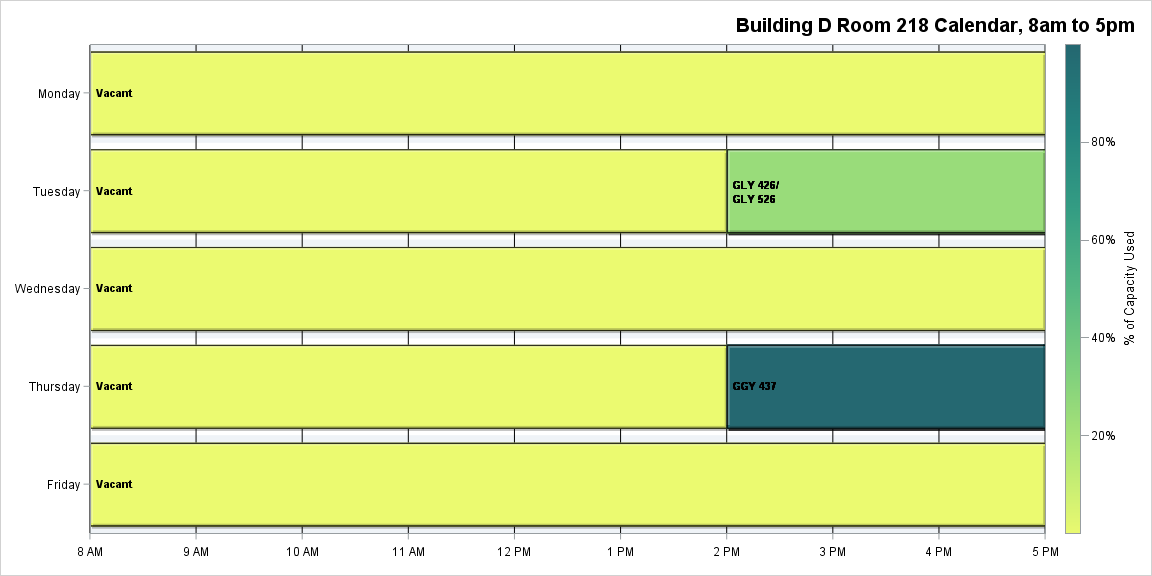 Building D Room 218 Calendar, 8am to 5pm
Monday
Vacant
Tuesday
Vacant
GLY 426/
GLY 526
Wednesday
Vacant
Thursday
Vacant
GGY 437
Friday
Vacant
8 AM
9 AM
10 AM
11 AM
12 PM
1 PM
2 PM
3 PM
4 PM
5 PM
80%
60%
40%
20%
% of Capacity Used